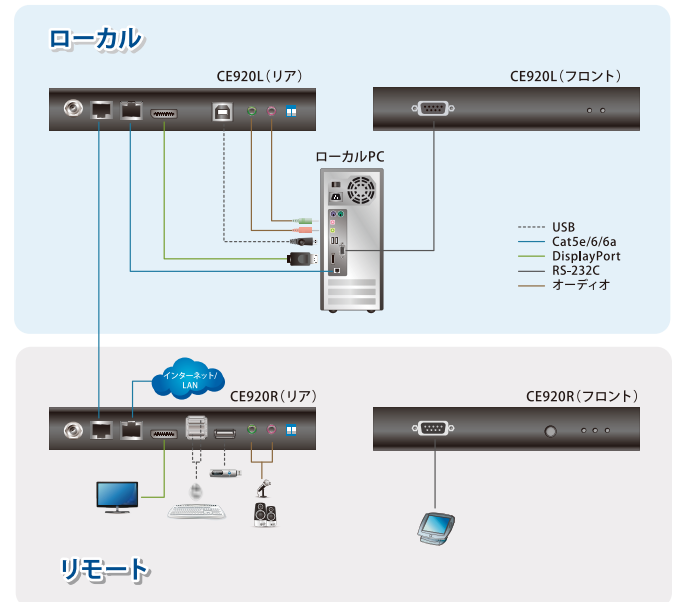 ローカル
CE920L（リア）
CE920L（フロント）
ローカルPC
USB
Cat5e/6/6a
DisplayPort
RS-232C
オーディオ
インターネット/
LAN
CE920R（リア）
CE920R（フロント）
リモート